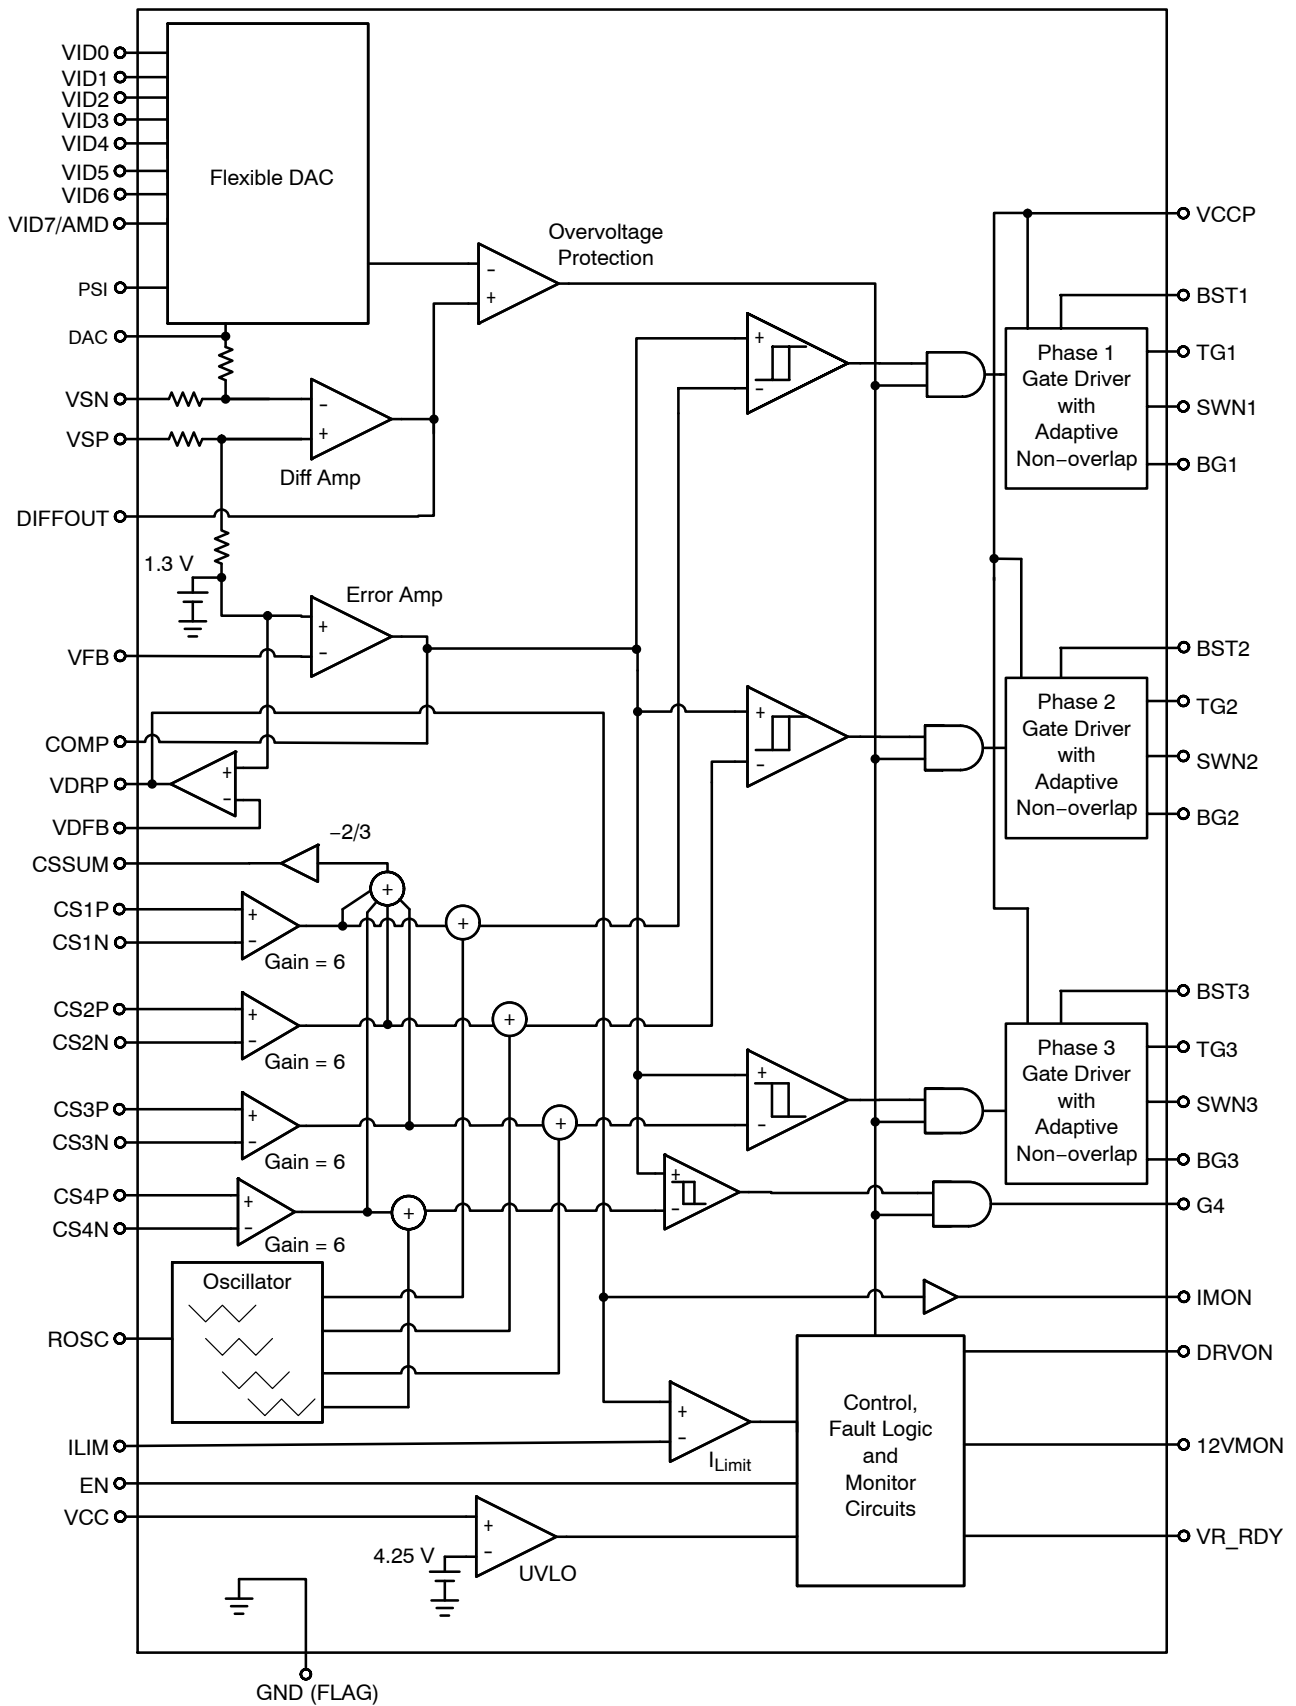 VID0
VID1
VID2
VID3
VID4
VID5
VID6
VID7/AMD
PSI
DAC
VSN
VSP
DIFFOUT
1.3 V
VFB
COMP
VDRP
VDFB
CSSUM
CS1P
CS1N
CS2P
CS2N
CS3P
CS3N
CS4P
CS4N
ROSC
ILIM
EN
VCC
Flexible DAC
Overvoltage
Protection
−
+
−
+
Diff Amp
Error Amp
+
−
+
−
−2/3
+
+
−
Gain = 6
+
+
−
Gain = 6
+
+
−
Gain = 6
+
+
−
Gain = 6
+
Oscillator
+
−
+
−
+
−
+
−
+
−
ILimit
4.25 V
+
−
UVLO
Control,
Fault Logic
and
Monitor
Circuits
Phase 1
Gate Driver
with
Adaptive
Non−overlap
Phase 2
Gate Driver
with
Adaptive
Non−overlap
Phase 3
Gate Driver
with
Adaptive
Non−overlap
VCCP
BST1
TG1
SWN1
BG1
BST2
TG2
SWN2
BG2
BST3
TG3
SWN3
BG3
G4
IMON
DRVON
12VMON
VR_RDY
GND (FLAG)